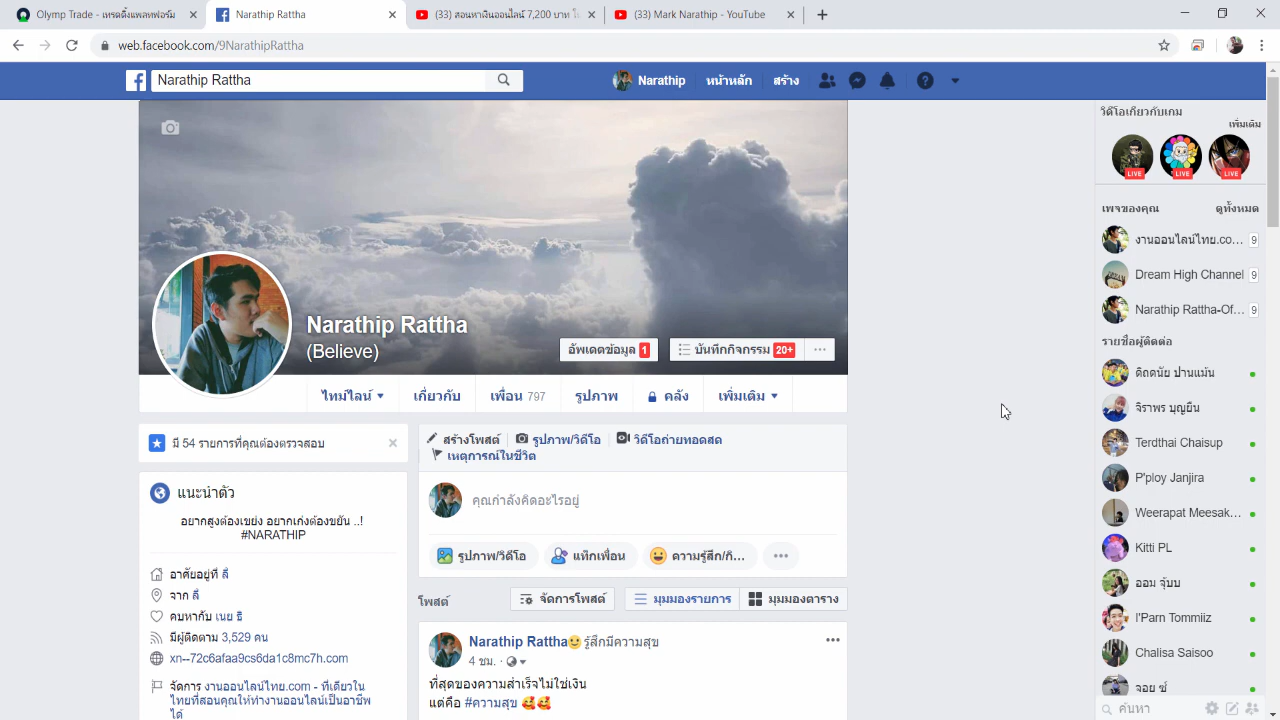 Olymp Trade - เทรดดิ้งแพลทฟอร์ม
Narathip Rattha
(33) สอนหาเงินออนไลน์ 7,200 บาท ใ
(33) Mark Narathip - YouTube
web.facebook.com/9NarathipRattha
Narathip Rattha
Narathip
หน้าหลัก
สร้าง
วิดีโอเกี่ยวกับเกม
เพิ่มเติม
LIVE LIVE LIVE
เพจของคุณ ดูทั้งหมด
งานออนไลน์ไทย.co... 9
Dream High Channel 9
Narathip Rattha-Of... 9
รายชื่อผู้ติดต่อ
ดิถดนัย ปานแม้น
จิราพร บุญยืน
Terdthai Chaisup
P'ploy Janjira
Weerapat Meesak...
Kitti PL
ออม จุ๊บบ
I'Parn Tommiiz
Chalisa Saisoo
จอย ซ์
ค้นหา
Narathip Rattha
(Believe)
อัพเดตข้อมูล 1
บันทึกกิจกรรม 20+
ไทม์ไลน์ เกี่ยวกับ เพื่อน 797 รูปภาพ คลัง เพิ่มเติม
มี 54 รายการที่คุณต้องตรวจสอบ
แนะนำตัว
อยากสูงต้องเขย่ง อยากเก่งต้องขยัน ..!
#NARATHIP
อาศัยอยู่ที่ ลี้
จาก ลี้
คบหากับ เนย ธิ
มีผู้ติดตาม 3,529 คน
xn--72c6afaa9cs6da1c8mc7h.com
จัดการ งานออนไลน์ไทย.com - ที่เดียวใน
ไทยที่สอนคุณให้ทำงานออนไลน์เป็นอาชีพ
ได้
สร้างโพสต์ รูปภาพ/วิดีโอ วิดีโอถ่ายทอดสด
เหตุการณ์ในชีวิต
คุณกำลังคิดอะไรอยู่
รูปภาพ/วิดีโอ แท็กเพื่อน ความรู้สึก/กิ...
โพสต์ จัดการโพสต์ มุมมองรายการ มุมมองตาราง
Narathip Rattha รู้สึกมีความสุข
4 ชม.
ที่สุดของความสำเร็จไม่ใช่เงิน
แต่คือ #ความสุข 🥰🥰